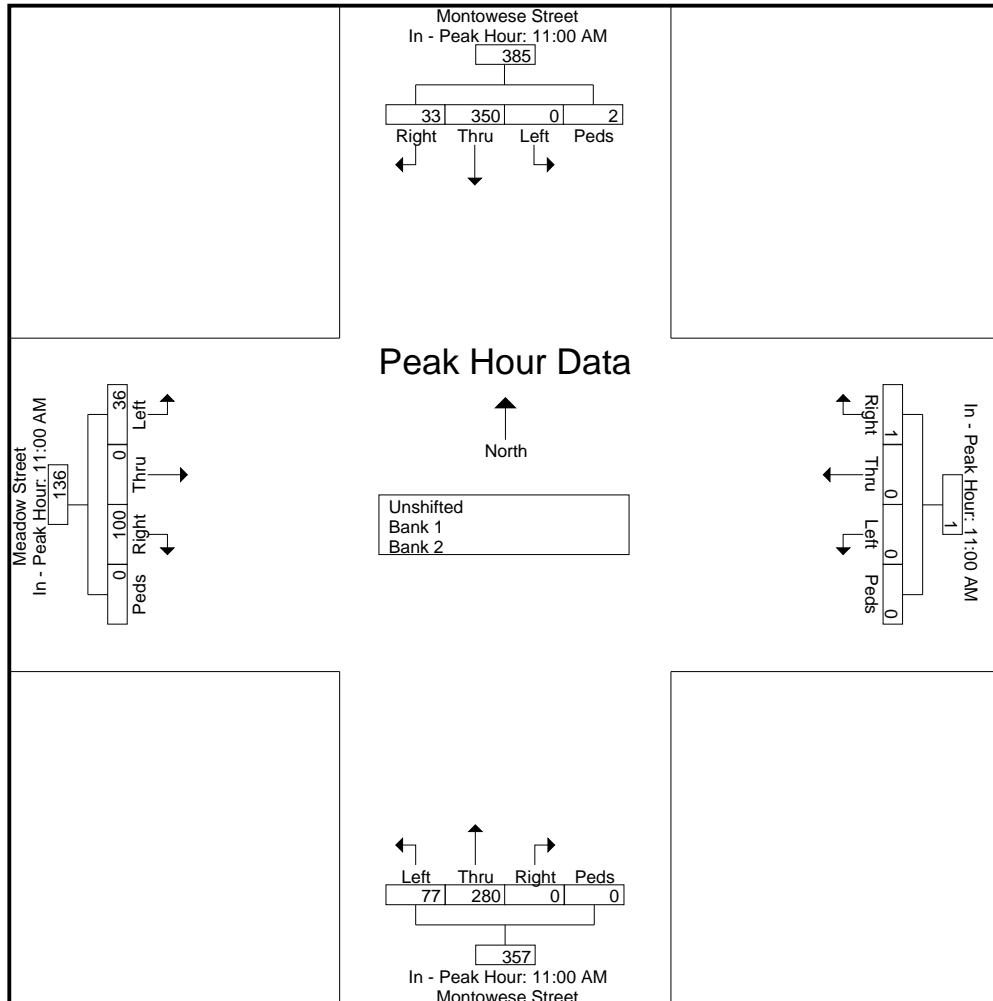 Montowese Street
In - Peak Hour: 11:00 AM
385
33 350 0 2
Right Thru Left Peds
Peak Hour Data
North
Unshifted
Bank 1
Bank 2
Meadow Street
In - Peak Hour: 11:00 AM
136
36 0 100 0
Left Thru Right Peds
In - Peak Hour: 11:00 AM
1
1 0 0 0
Right Thru Left Peds
Left Thru Right Peds
77 280 0 0
357
In - Peak Hour: 11:00 AM
Montowese Street